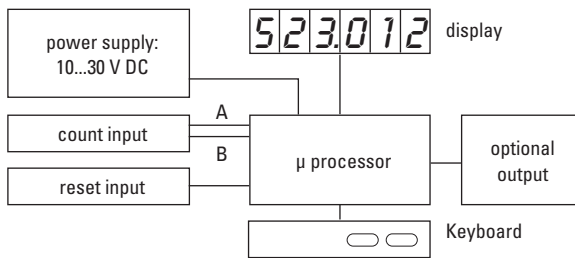 power supply:
10...30 V DC
523.012
display
A
count input
B
µ processor
optional
output
reset input
Keyboard